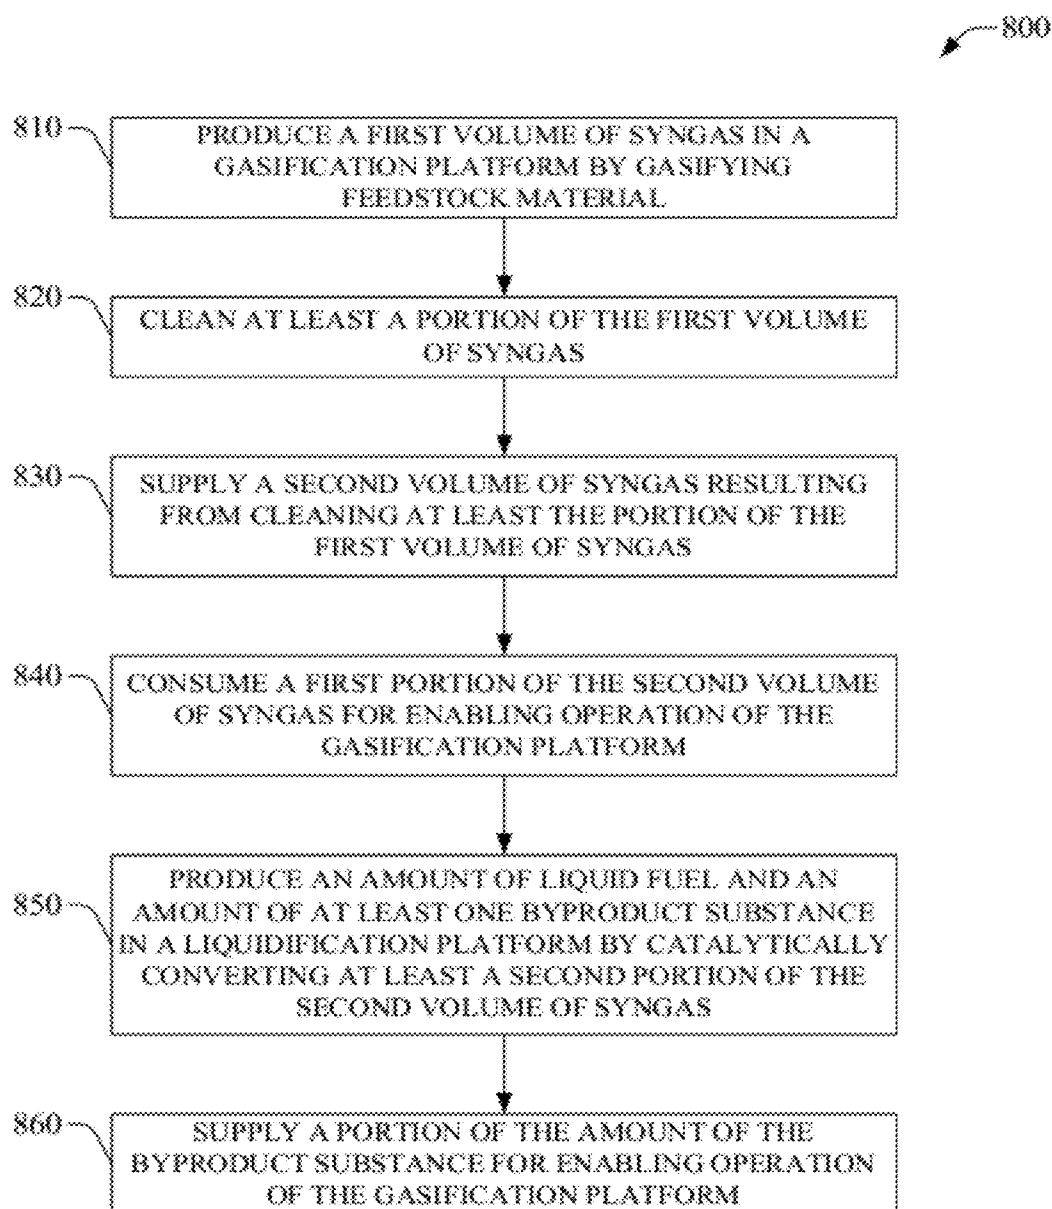 800
810
PRODUCE A FIRST VOLUME OF SYNGAS IN A
GASIFICATION PLATFORM BY GASIFYING
FEEDSTOCK MATERIAL
820
CLEAN AT LEAST A PORTION OF THE FIRST VOLUME
OF SYNGAS
830
SUPPLY A SECOND VOLUME OF SYNGAS RESULTING
FROM CLEANING AT LEAST THE PORTION OF THE
FIRST VOLUME OF SYNGAS
840
CONSUME A FIRST PORTION OF THE SECOND VOLUME
OF SYNGAS FOR ENABLING OPERATION OF THE
GASIFICATION PLATFORM
850
PRODUCE AN AMOUNT OF LIQUID FUEL AND AN
AMOUNT OF AT LEAST ONE BYPRODUCT SUBSTANCE
IN A LIQUIDIFICATION PLATFORM BY CATALYTICALLY
CONVERTING AT LEAST A SECOND PORTION OF THE
SECOND VOLUME OF SYNGAS
860
SUPPLY A PORTION OF THE AMOUNT OF THE
BYPRODUCT SUBSTANCE FOR ENABLING OPERATION
OF THE GASIFICATION PLATFORM